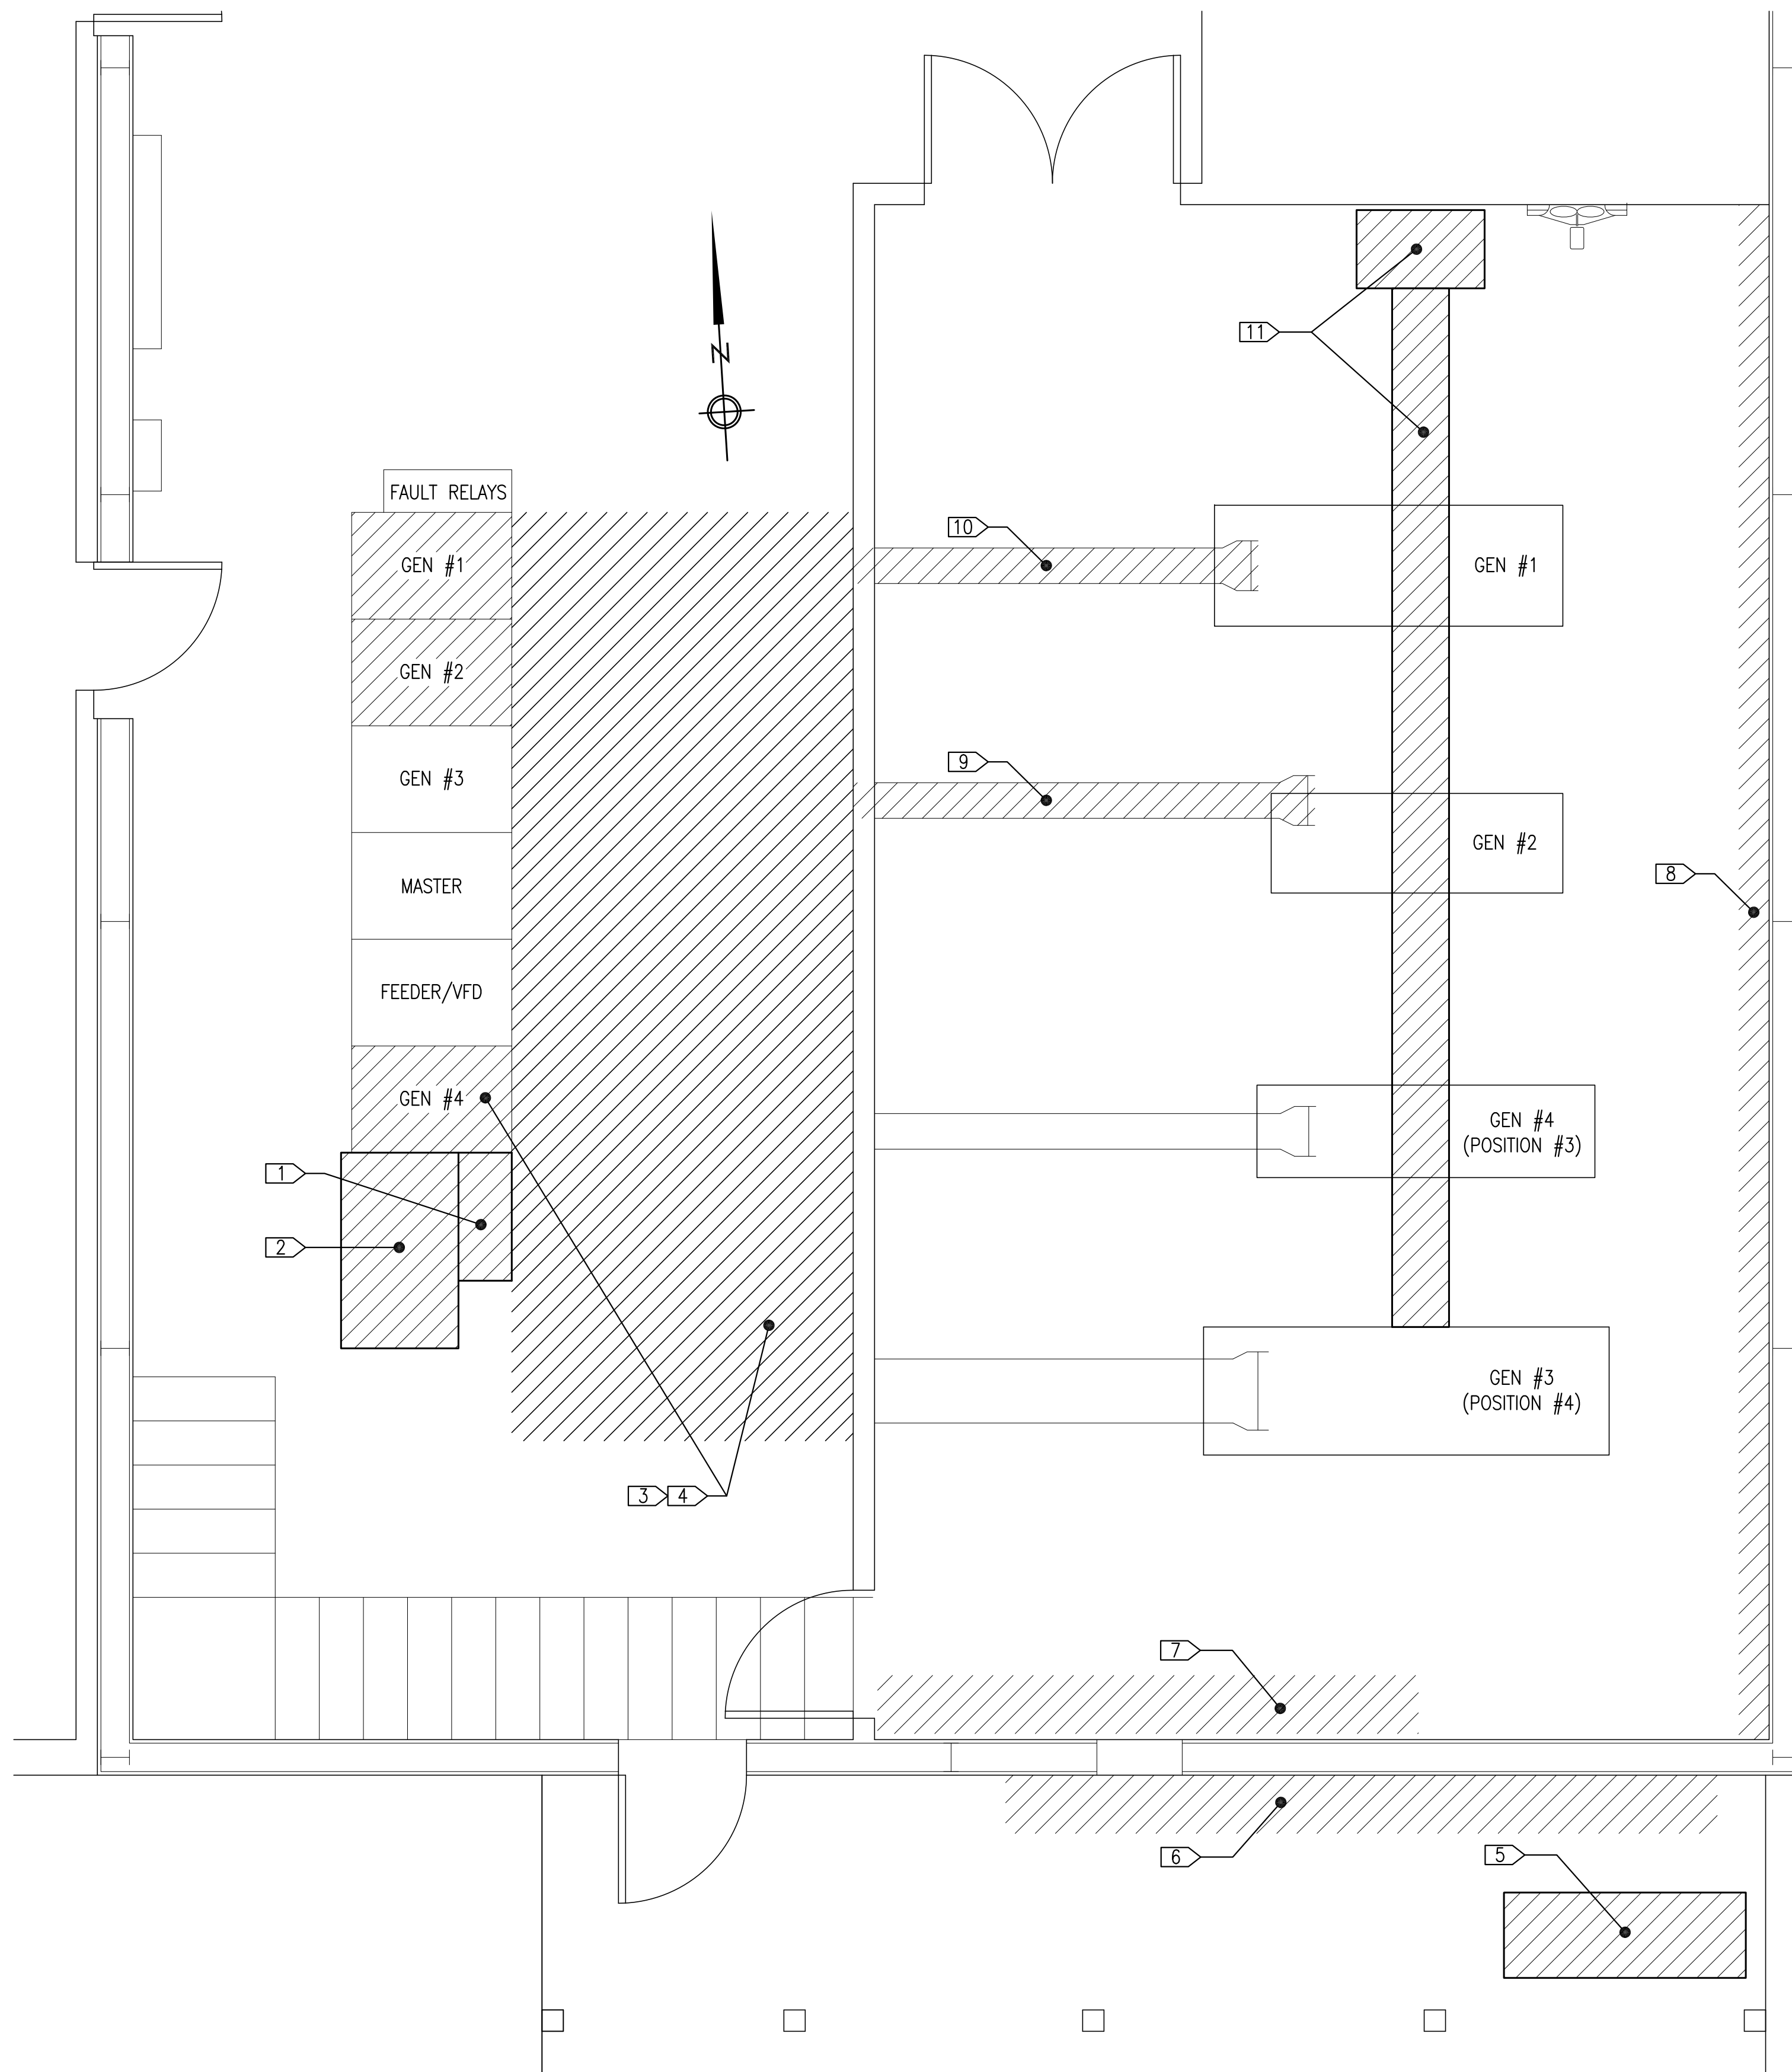 11
N
FAULT RELAYS
10
GEN #1
GEN #1
GEN #2
9
GEN #3
GEN #2
8
MASTER
FEEDER/VFD
GEN #4
GEN #4
(POSITION #3)
1
2
GEN #3
(POSITION #4)
3 4
7
6
5